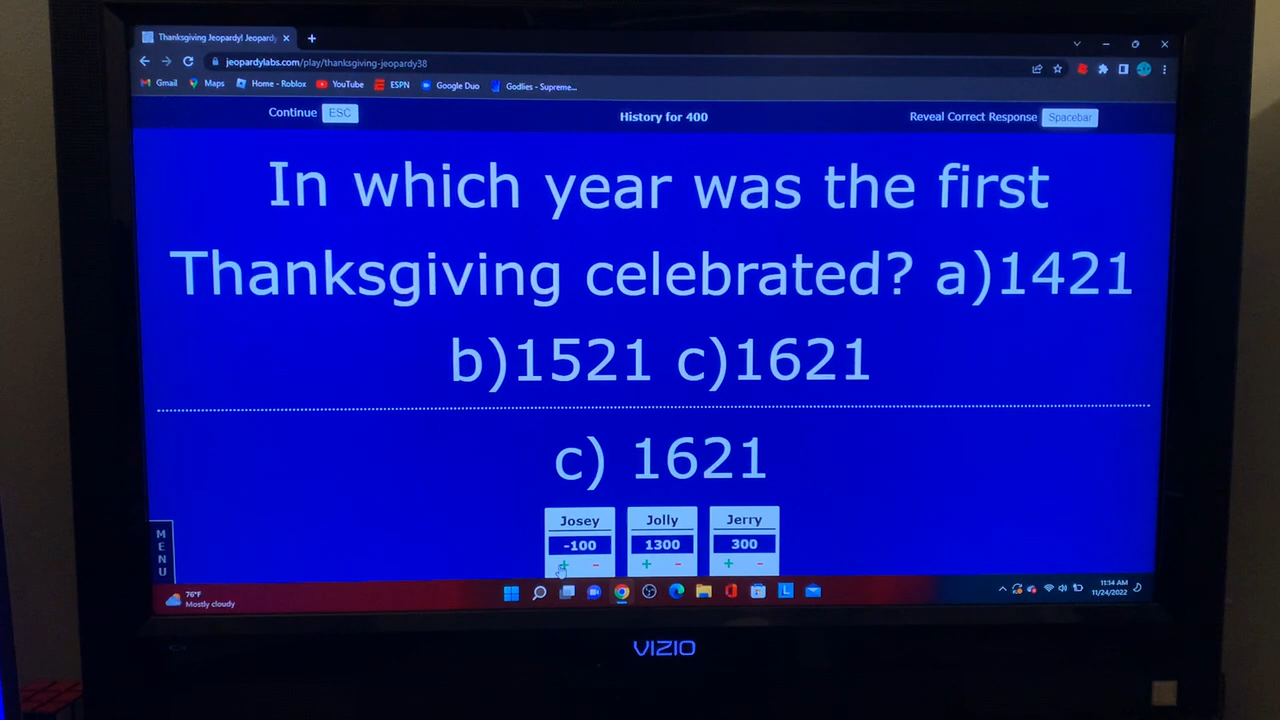 Thanksgiving Jeopardy! Jeopardy
jeopardylabs.com/play/thanksgiving-jeopardy38
Gmail Maps Home - Roblox YouTube ESPN Google Duo Godlies - Supreme...
Continue ESC History for 400 Reveal Correct Response Spacebar
In which year was the first
Thanksgiving celebrated? a)1421
b)1521 c)1621
c) 1621
MENU
Josey Jolly Jerry
-100 1300 300
+ - + - + -
76°F
Mostly cloudy
11:14 AM
11/24/2022
VIZIO